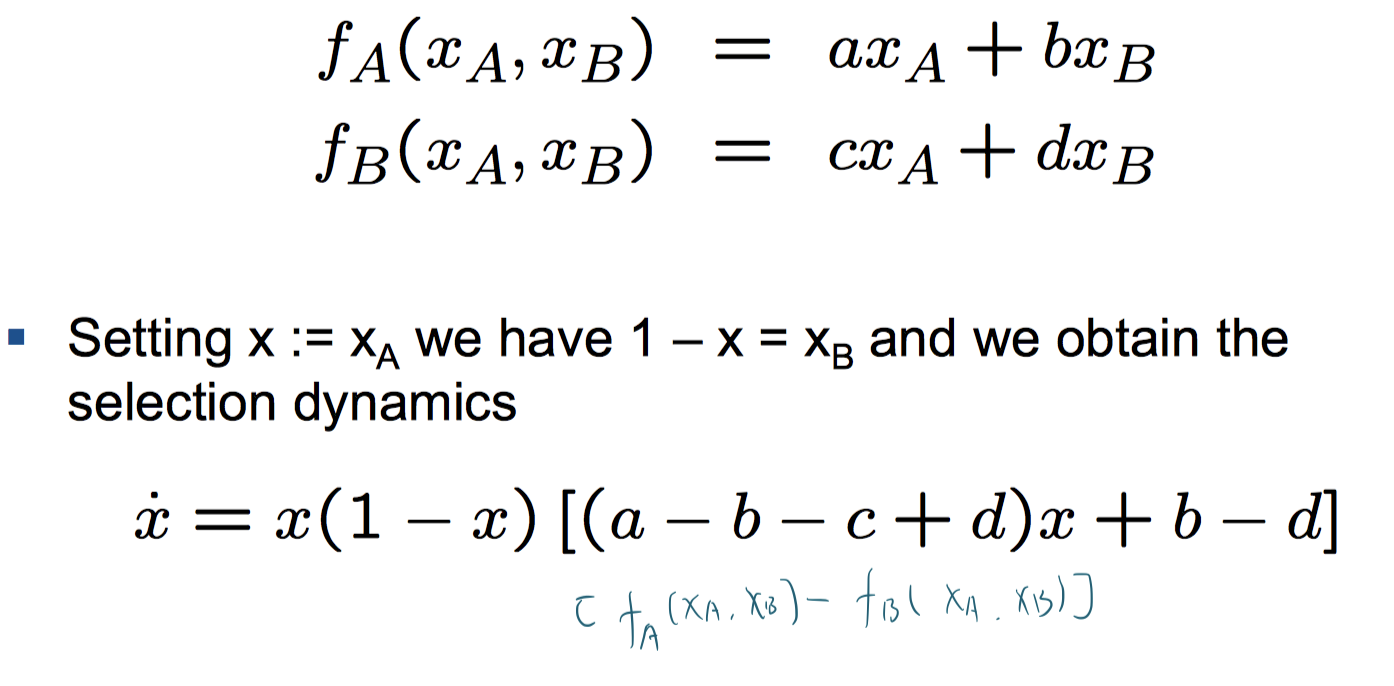 f_A(x_A, x_B) = ax_A + bx_B
f_B(x_A, x_B) = cx_A + dx_B
▪ Setting x := x_A we have 1 – x = x_B and we obtain the
selection dynamics
ẋ = x(1 − x) [(a − b − c + d)x + b − d]
[ f_A (x_A, x_B) − f_B ( x_A, x_B)]